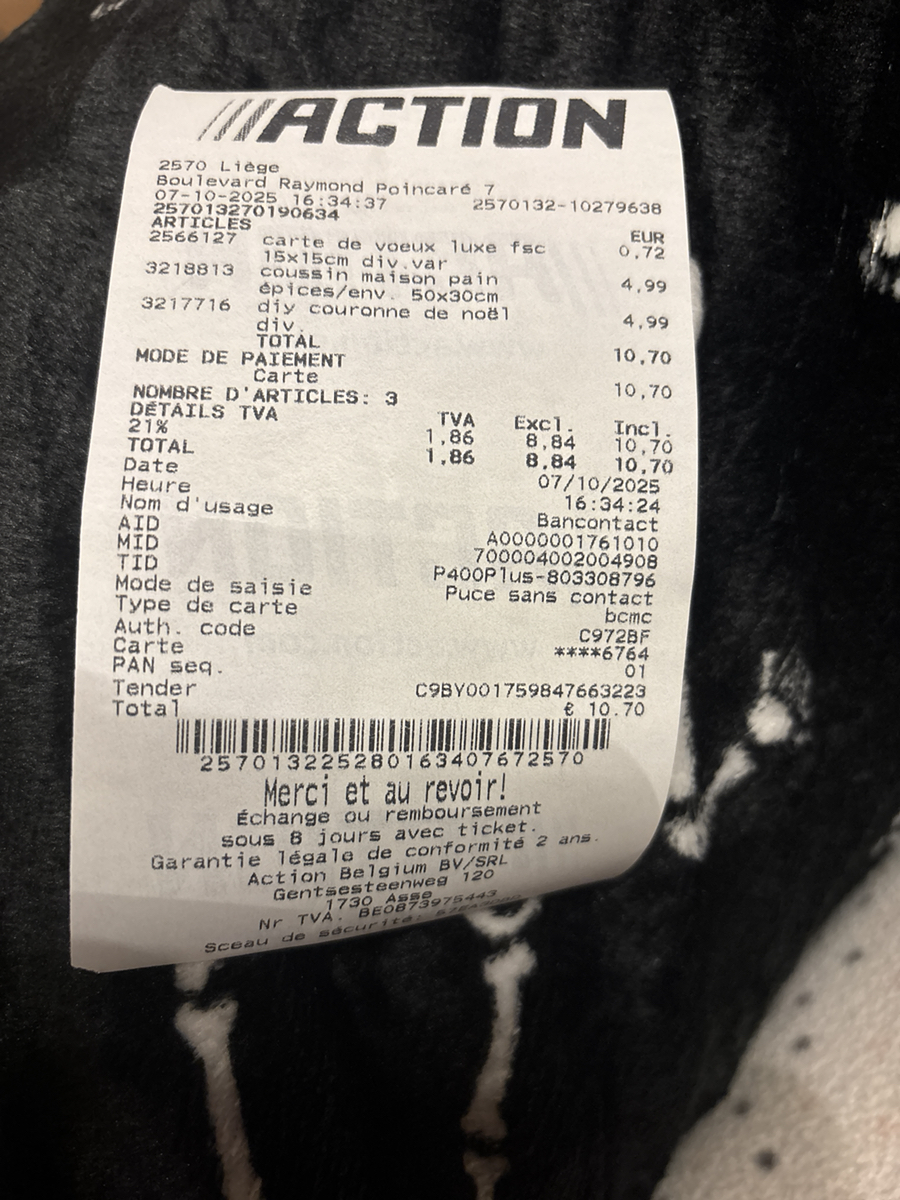 ///ACTION
2570 Liège
Boulevard Raymond Poincaré 7
07-10-2025 16:34:37 2570132-10279638
257013270190634
ARTICLES EUR
2566127 carte de voeux luxe fsc 0,72
15x15cm div.var
3218813 coussin maison pain 4,99
épices/env. 50x30cm
3217716 diy couronne de noël 4,99
div.
TOTAL 10,70
MODE DE PAIEMENT
Carte 10,70
NOMBRE D'ARTICLES: 3
DÉTAILS TVA TVA Excl. Incl.
21% 1,86 8,84 10,70
TOTAL 1,86 8,84 10,70
Date 07/10/2025
Heure 16:34:24
Nom d'usage Bancontact
AID A0000001761010
MID 7000004002004908
TID P400Plus-803308796
Mode de saisie Puce sans contact
Type de carte bcmc
Auth. code C972BF
Carte ****6764
PAN seq. 01
Tender C9BY001759847663223
Total € 10.70
257013225280163407672570
Merci et au revoir!
Échange ou remboursement
sous 8 jours avec ticket.
Garantie légale de conformité 2 ans.
Action Belgium BV/SRL
Gentsesteenweg 120
1730 Asse
Nr TVA. BE0873975443
Sceau de sécurité: